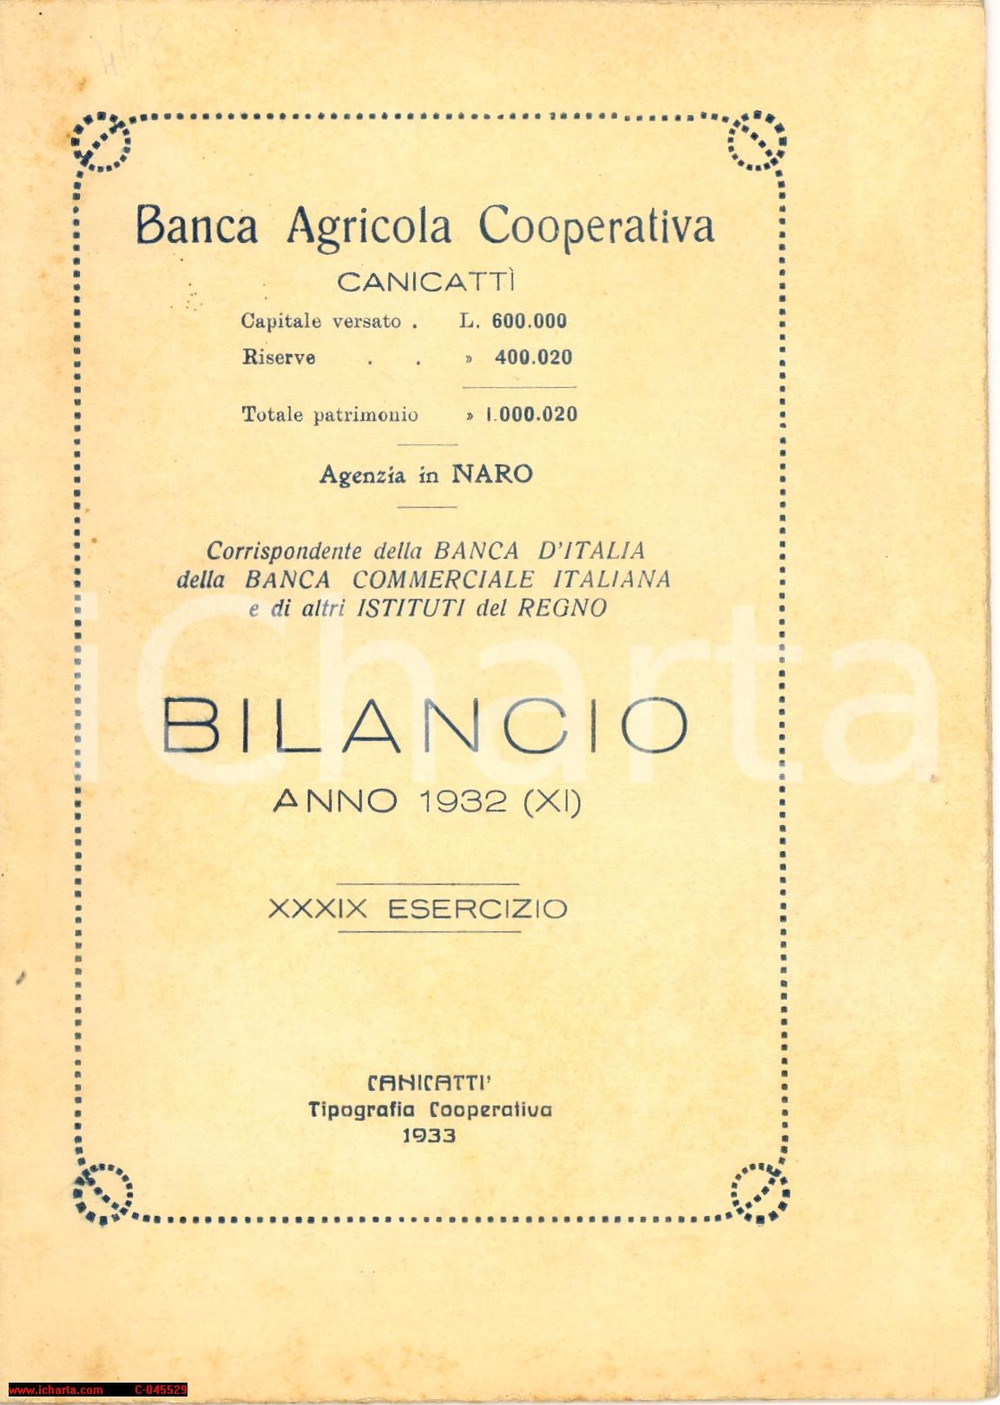 Banca Agricola Cooperativa
CANICATTÌ
Capitale versato . L. 600.000
Riserve . . » 400.020
Totale patrimonio » 1.000.020
Agenzia in NARO
Corrispondente della BANCA D'ITALIA
della BANCA COMMERCIALE ITALIANA
e di altri ISTITUTI del REGNO
iCharta
BILANCIO
ANNO 1932 (XI)
XXXIX ESERCIZIO
CANICATTI'
Tipografia Cooperativa
1933
www.icharta.com C-045529